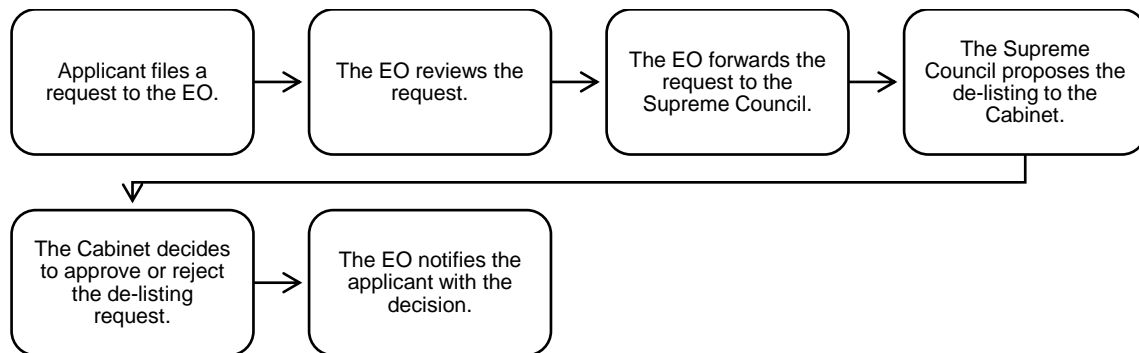 Applicant files a
request to the EO.
The EO reviews the
request.
The EO forwards the
request to the
Supreme Council.
The Supreme
Council proposes the
de-listing to the
Cabinet.
The Cabinet decides
to approve or reject
the de-listing
request.
The EO notifies the
applicant with the
decision.